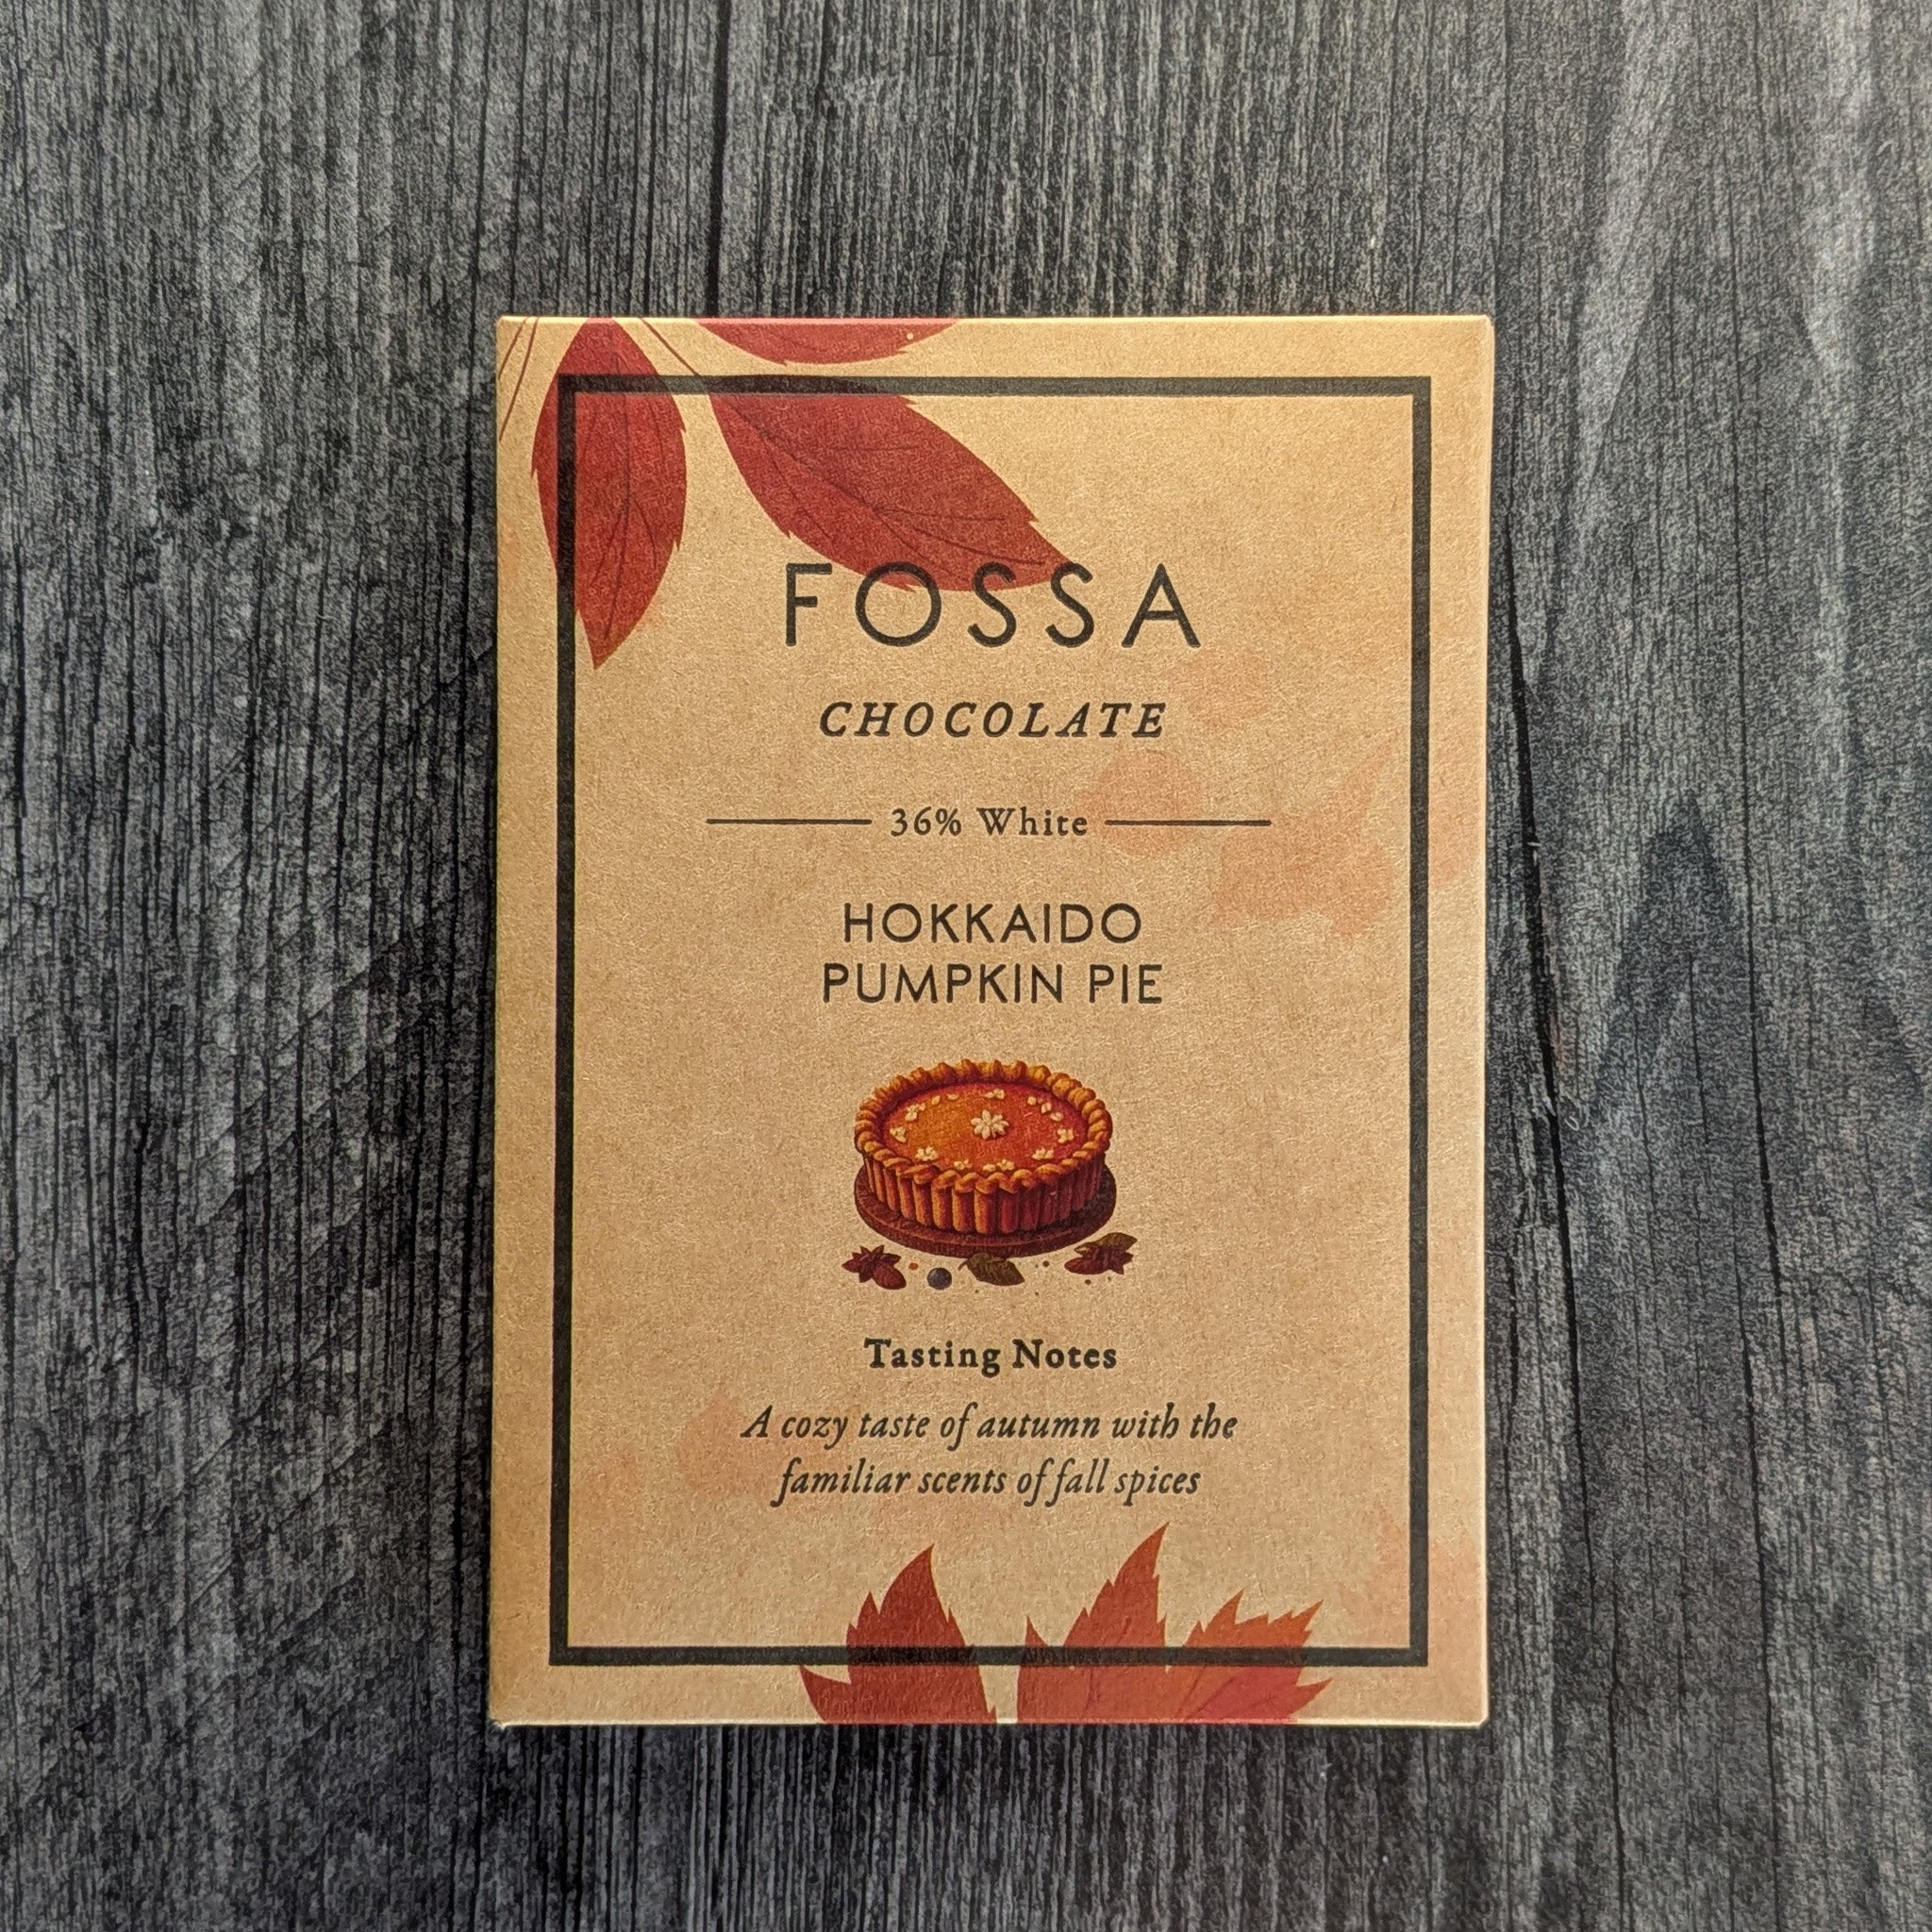 FOSSA
CHOCOLATE
36% White
HOKKAIDO
PUMPKIN PIE
Tasting Notes
A cozy taste of autumn with the
familiar scents of fall spices